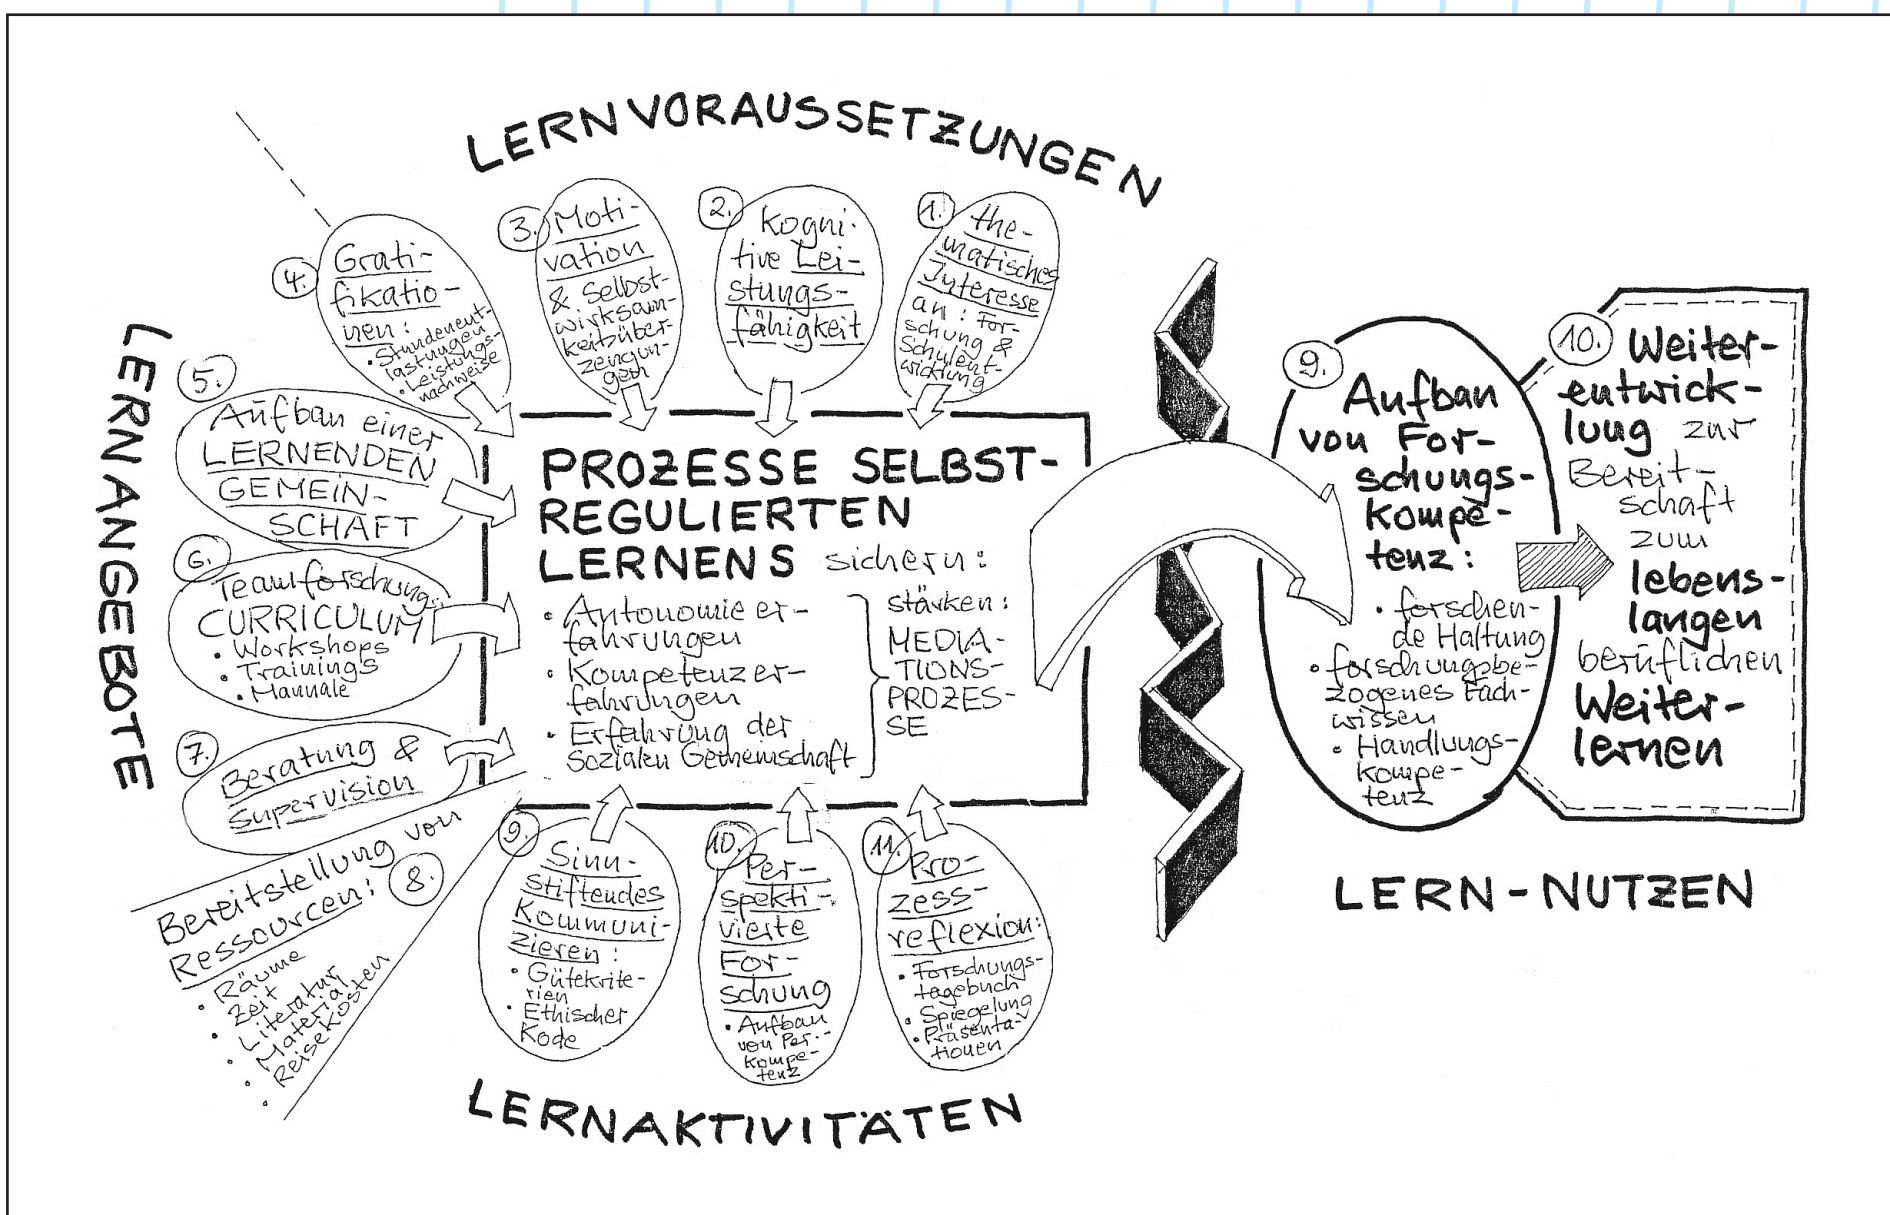 LERNVORAUSSETZUNGEN
4.
Grati-
fikatio-
nen:
• Stundenent-
lastungen
• Leistungs-
nachweise
3.
Moti-
vation
& Selbst-
wirksam-
keitsüber-
zeugun-
gen
2.
Kogni-
tive Lei-
stungs-
fähigkeit
1.
the-
matisches
Interesse
an: For-
schung &
Schulent-
wicklung
LERNANGEBOTE
5.
Aufbau einer
LERNENDEN
GEMEIN-
SCHAFT
6.
Teamforschung:
CURRICULUM
• Workshops
• Trainings
• Manuale
7.
Beratung &
Supervision
Bereitstellung von
Ressourcen: 8.
• Räume
• Zeit
• Literatur
• Material
• Reisekosten
PROZESSE SELBST-
REGULIERTEN
LERNENS sichern:
• Autonomie er-
fahrungen
• Kompetenz er-
fahrungen
• Erfahrung der
Sozialen Gemeinschaft
stärken:
MEDIA-
TIONS-
PROZES-
SE
9.
Sinn-
stiftendes
Kommuni-
zieren:
• Gütekrite-
rien
• Ethischer
Kode
10.
Per-
spekti-
vierte
For-
schung
• Aufbau
von Per.-
kompe-
tenz
11.
Pro-
zess-
reflexion:
• Forschungs-
tagebuch
• Spiegelung
• Präsenta-
tionen
LERNAKTIVITÄTEN
9.
Aufbau
von For-
schungs-
kompe-
tenz:
• forschen-
de Haltung
• forschungsbe-
zogenes Fach-
wissen
• Handlungs-
kompe-
tenz
10. Weiter-
entwick-
lung zur
Bereit-
schaft
zum
lebens-
langen
beruflichen
Weiter-
lernen
LERN-NUTZEN